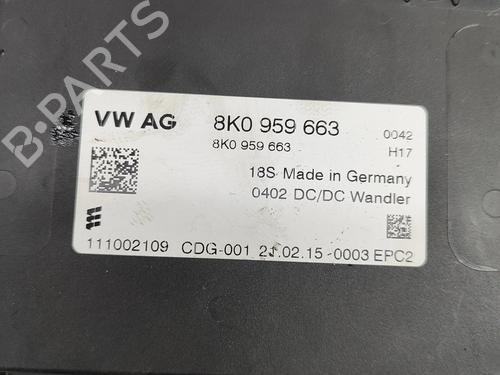 B-PARTS
VW AG 8K0 959 663 0042
8K0 959 663 H17
18S Made in Germany
0402 DC/DC Wandler
111002109 CDG-001 21.02.15-0003 EPC2